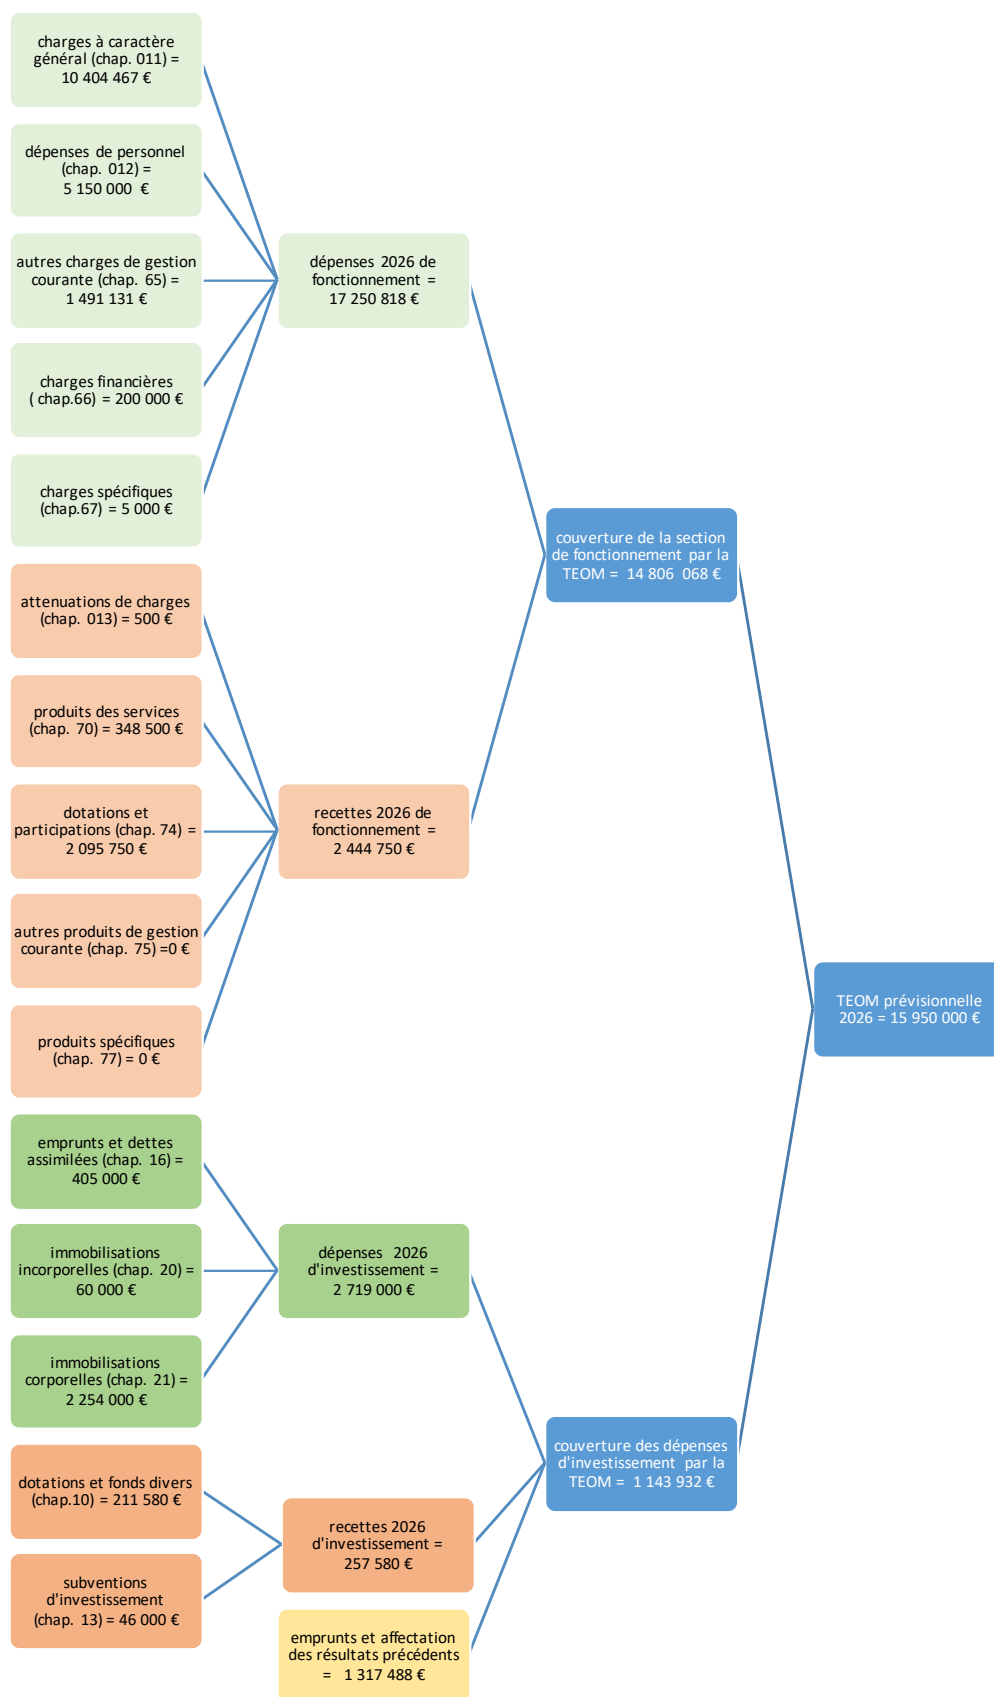 charges à caractère
général (chap. 011) =
10 404 467 €
dépenses de personnel
(chap. 012) =
5 150 000 €
autres charges de gestion
courante (chap. 65) =
1 491 131 €
charges financières
( chap.66) = 200 000 €
charges spécifiques
(chap.67) = 5 000 €
dépenses 2026 de
fonctionnement =
17 250 818 €
attenuations de charges
(chap. 013) = 500 €
produits des services
(chap. 70) = 348 500 €
dotations et
participations (chap. 74) =
2 095 750 €
autres produits de gestion
courante (chap. 75) =0 €
produits spécifiques
(chap. 77) = 0 €
recettes 2026 de
fonctionnement =
2 444 750 €
couverture de la section
de fonctionnement par la
TEOM = 14 806 068 €
emprunts et dettes
assimilées (chap. 16) =
405 000 €
immobilisations
incorporelles (chap. 20) =
60 000 €
immobilisations
corporelles (chap. 21) =
2 254 000 €
dépenses 2026
d'investissement =
2 719 000 €
dotations et fonds divers
(chap.10) = 211 580 €
subventions
d'investissement
(chap. 13) = 46 000 €
recettes 2026
d'investissement =
257 580 €
emprunts et affectation
des résultats précédents
= 1 317 488 €
couverture des dépenses
d'investissement par la
TEOM = 1 143 932 €
TEOM prévisionnelle
2026 = 15 950 000 €